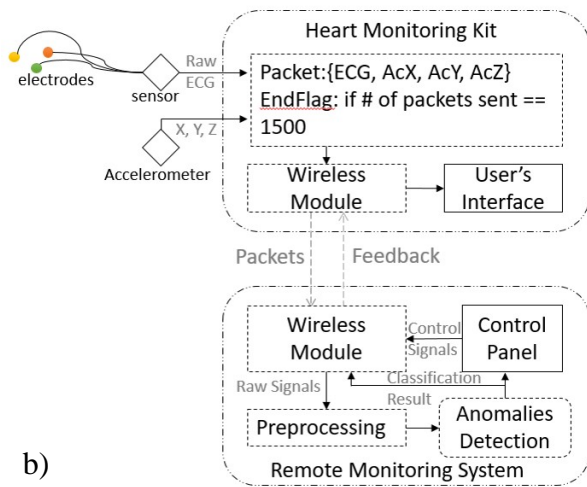 Heart Monitoring Kit
Raw
ECG
electrodes
sensor
Packet:{ECG, AcX, AcY, AcZ}
EndFlag: if # of packets sent ==
1500
X, Y, Z
Accelerometer
Wireless
Module
User's
Interface
Packets
Feedback
Wireless
Module
Control
Signals
Control
Panel
Classification
Result
Raw Signals
Preprocessing
Anomalies
Detection
b)
Remote Monitoring System